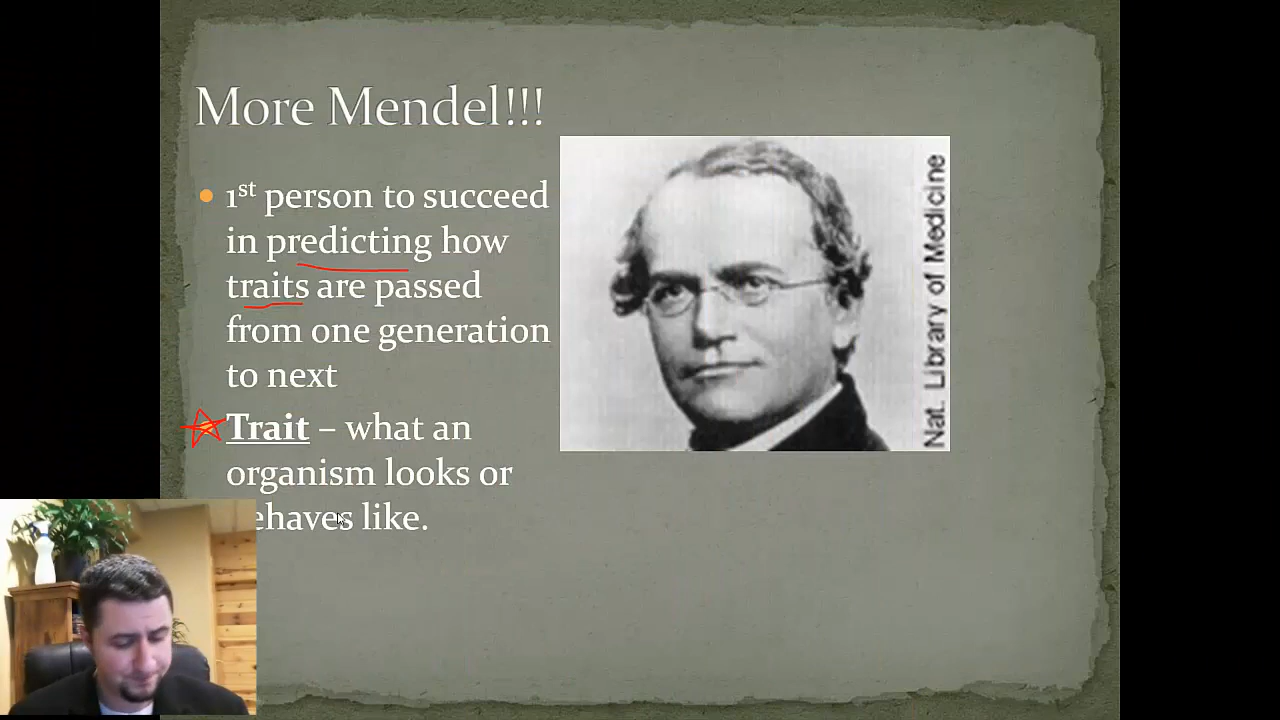 More Mendel!!!
1st person to succeed
in predicting how
traits are passed
from one generation
to next
Trait – what an
organism looks or
ehaves like.
Nat. Library of Medicine